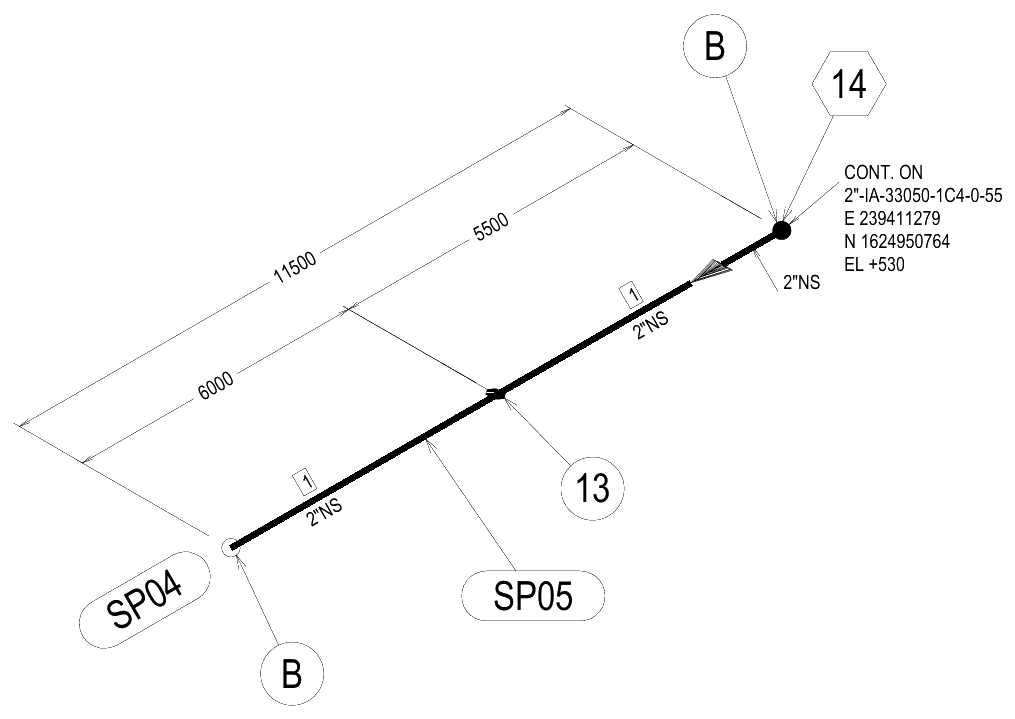 B
14
CONT. ON
2"-IA-33050-1C4-0-55
E 239411279
N 1624950764
EL +530
5500
11500
2"NS
1
2"NS
6000
13
1
2"NS
SP04
SP05
B